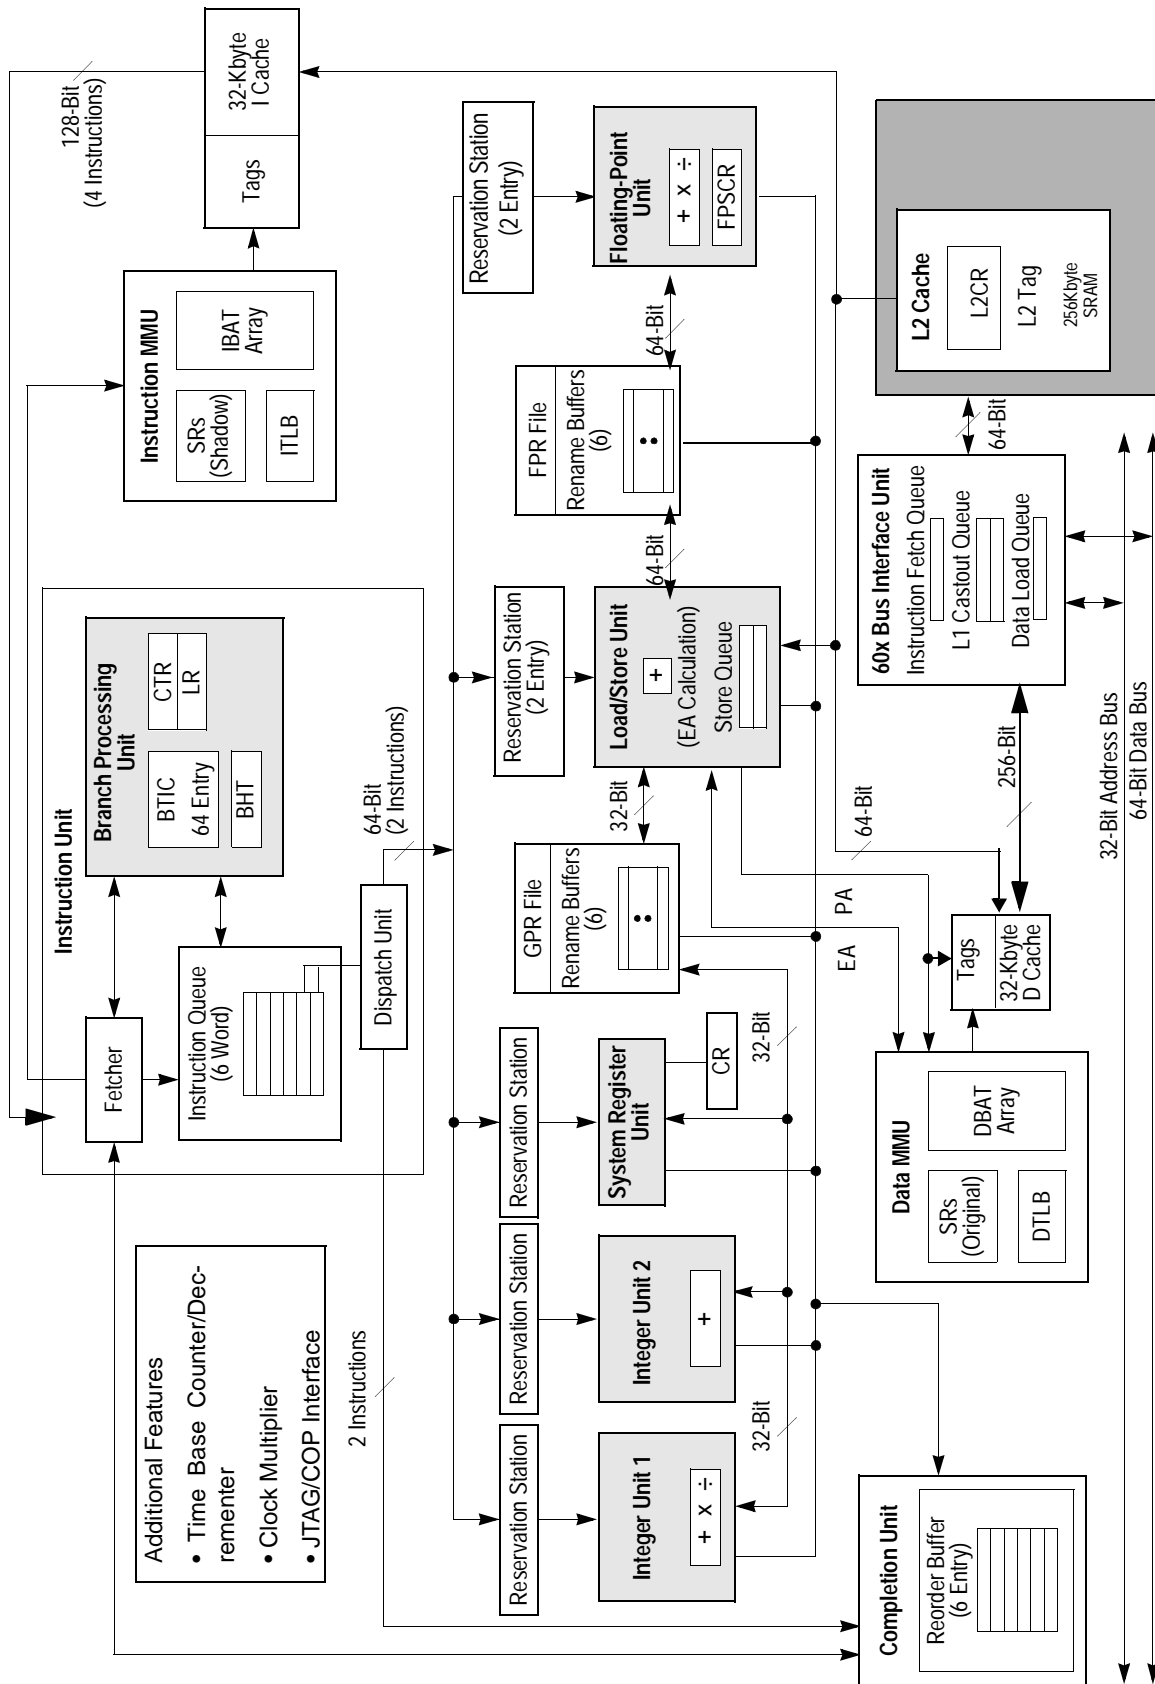 Additional Features
• Time Base Counter/Dec-
rementer
• Clock Multiplier
• JTAG/COP Interface
Instruction Unit
Fetcher
Branch Processing
Unit
BTIC
64 Entry
CTR
LR
BHT
Instruction Queue
(6 Word)
Dispatch Unit
64-Bit
(2 Instructions)
2 Instructions
128-Bit
(4 Instructions)
Instruction MMU
SRs
(Shadow)
IBAT
Array
ITLB
Tags
32-Kbyte
I Cache
Reservation Station
Reservation Station
Reservation Station
Reservation Station
(2 Entry)
Reservation Station
(2 Entry)
Integer Unit 1
+ x ÷
Integer Unit 2
+
System Register
Unit
CR
32-Bit
32-Bit
GPR File
Rename Buffers
(6)
32-Bit
Load/Store Unit
+
(EA Calculation)
Store Queue
64-Bit
FPR File
Rename Buffers
(6)
64-Bit
Floating-Point
Unit
+ x ÷
FPSCR
EA
PA
64-Bit
Completion Unit
Reorder Buffer
(6 Entry)
Data MMU
SRs
(Original)
DBAT
Array
DTLB
Tags
32-Kbyte
D Cache
256-Bit
60x Bus Interface Unit
Instruction Fetch Queue
L1 Castout Queue
Data Load Queue
64-Bit
L2 Cache
L2CR
L2 Tag
256Kbyte
SRAM
32-Bit Address Bus
64-Bit Data Bus